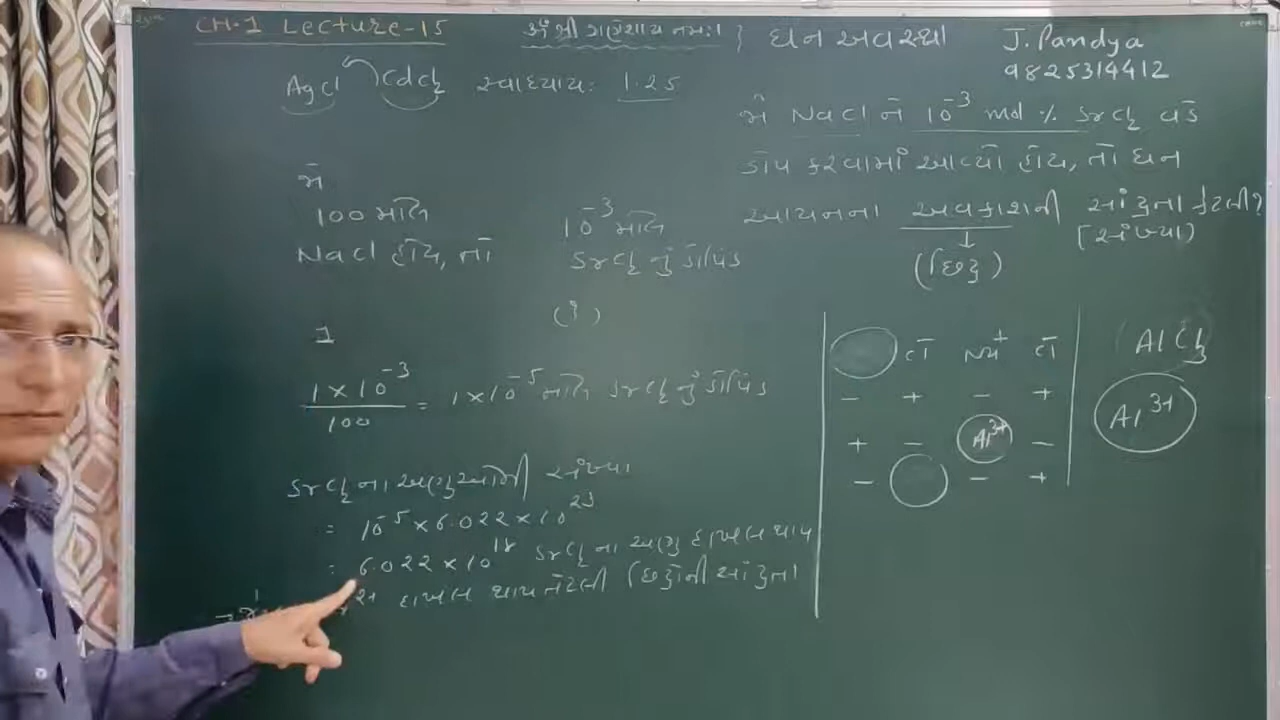 CH-1 Lecture-15
ૐ શ્રી ગણેશાય નમઃ। } ઘન અવસ્થા
J. Pandya
9825314412
AgCl CdCl₂ સ્વાધ્યાયઃ 1.25
જો NaCl ને 10⁻³ mol % SrCl₂ વડે
ડોપ કરવામાં આવ્યો હોય, તો ધન
આયનના અવકાશની સાંદ્રતા કેટલી?
(છિદ્ર) (સંખ્યા)
જો
100 મોલ 10⁻³ મોલ
NaCl હોય, તો SrCl₂ નું ડોપિંગ
1 (?)
1 × 10⁻³ / 100 = 1 × 10⁻⁵ મોલ SrCl₂ નું ડોપિંગ
SrCl₂ ના અણુઓની સંખ્યા
= 10⁻⁵ × 6.022 × 10²³
= 6.022 × 10¹⁸ SrCl₂ ના અણુ દાખલ થાય
દાખલ થાય તેટલી છિદ્રોની સાંદ્રતા
Cl⁻ Na⁺ Cl⁻
− + − +
+ − Al³⁺ −
− − +
AlCl₃
Al³⁺